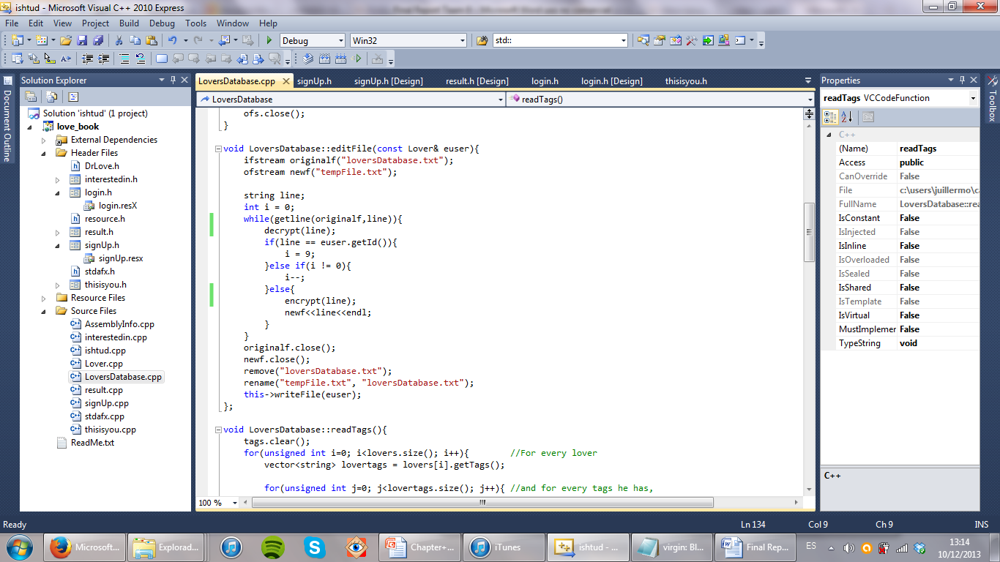 ishtud - Microsoft Visual C++ 2010 Express
File Edit View Project Build Debug Tools Window Help
Debug Win32 std::
Document Outline
Solution Explorer
Solution 'ishtud' (1 project)
love_book
External Dependencies
Header Files
DrLove.h
interestedin.h
login.h
login.resX
resource.h
result.h
signUp.h
signUp.resx
stdafx.h
thisisyou.h
Resource Files
Source Files
AssemblyInfo.cpp
interestedin.cpp
ishtud.cpp
Lover.cpp
LoversDatabase.cpp
result.cpp
signUp.cpp
stdafx.cpp
thisisyou.cpp
ReadMe.txt
LoversDatabase.cpp signUp.h signUp.h [Design] result.h [Design] login.h login.h [Design] thisisyou.h
LoversDatabase readTags()
ofs.close();
}
void LoversDatabase::editFile(const Lover& euser){
ifstream originalf("loversDatabase.txt");
ofstream newf("tempFile.txt");
string line;
int i = 0;
while(getline(originalf,line)){
decrypt(line);
if(line == euser.getId()){
i = 9;
}else if(i != 0){
i--;
}else{
encrypt(line);
newf<<line<<endl;
}
}
originalf.close();
newf.close();
remove("loversDatabase.txt");
rename("tempFile.txt", "loversDatabase.txt");
this->writeFile(euser);
};
void LoversDatabase::readTags(){
tags.clear();
for(unsigned int i=0; i<lovers.size(); i++){ //For every lover
vector<string> lovertags = lovers[i].getTags();
for(unsigned int j=0; j<lovertags.size(); j++){ //and for every tags he has,
100 %
Properties
readTags VCCodeFunction
C++
(Name) readTags
Access public
CanOverride False
File c:\users\juillermo\c
FullName LoversDatabase::rea
IsConstant False
IsInjected False
IsInline False
IsOverloaded False
IsSealed False
IsShared False
IsTemplate False
IsVirtual False
MustImplemer False
TypeString void
C++
Toolbox
Ready Ln 134 Col 9 Ch 9 INS
Microsoft... Explorad... Chapter+... iTunes ishtud - ... virgin: Bl... Final Rep... ES 13:14
10/12/2013